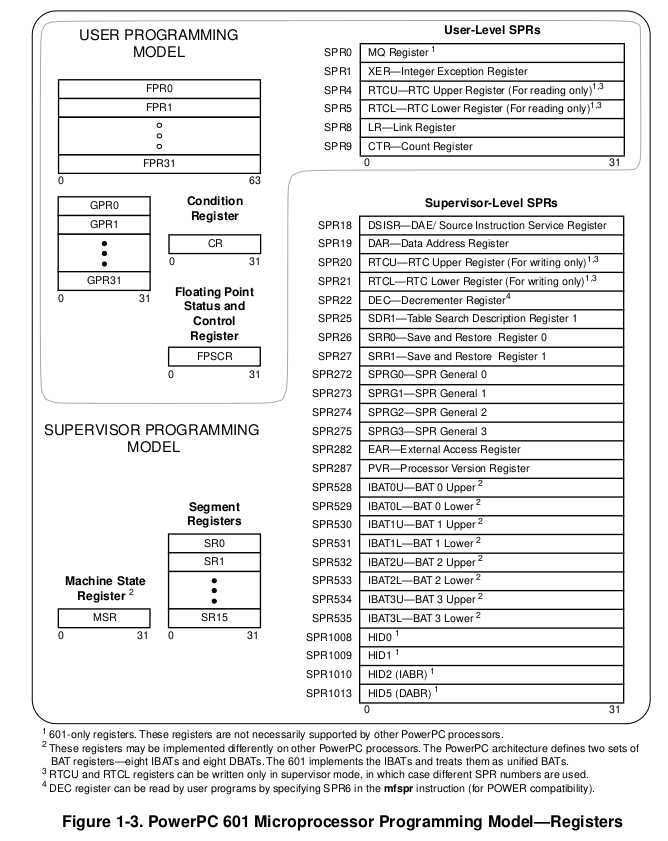 USER PROGRAMMING
MODEL
FPR0
FPR1
FPR31
0 63
GPR0
GPR1
GPR31
0 31
Condition
Register
CR
0 31
Floating Point
Status and
Control
Register
FPSCR
0 31
User-Level SPRs
SPR0 MQ Register 1
SPR1 XER—Integer Exception Register
SPR4 RTCU—RTC Upper Register (For reading only)1,3
SPR5 RTCL—RTC Lower Register (For reading only)1,3
SPR8 LR—Link Register
SPR9 CTR—Count Register
0 31
SUPERVISOR PROGRAMMING
MODEL
Machine State
Register 2
MSR
0 31
Segment
Registers
SR0
SR1
SR15
0 31
Supervisor-Level SPRs
SPR18 DSISR—DAE/ Source Instruction Service Register
SPR19 DAR—Data Address Register
SPR20 RTCU—RTC Upper Register (For writing only)1,3
SPR21 RTCL—RTC Lower Register (For writing only)1,3
SPR22 DEC—Decrementer Register4
SPR25 SDR1—Table Search Description Register 1
SPR26 SRR0—Save and Restore Register 0
SPR27 SRR1—Save and Restore Register 1
SPR272 SPRG0—SPR General 0
SPR273 SPRG1—SPR General 1
SPR274 SPRG2—SPR General 2
SPR275 SPRG3—SPR General 3
SPR282 EAR—External Access Register
SPR287 PVR—Processor Version Register
SPR528 IBAT0U—BAT 0 Upper 2
SPR529 IBAT0L—BAT 0 Lower 2
SPR530 IBAT1U—BAT 1 Upper 2
SPR531 IBAT1L—BAT 1 Lower 2
SPR532 IBAT2U—BAT 2 Upper 2
SPR533 IBAT2L—BAT 2 Lower 2
SPR534 IBAT3U—BAT 3 Upper 2
SPR535 IBAT3L—BAT 3 Lower 2
SPR1008 HID0 1
SPR1009 HID1 1
SPR1010 HID2 (IABR) 1
SPR1013 HID5 (DABR) 1
0 31
1 601-only registers. These registers are not necessarily supported by other PowerPC processors.
2 These registers may be implemented differently on other PowerPC processors. The PowerPC architecture defines two sets of
BAT registers—eight IBATs and eight DBATs. The 601 implements the IBATs and treats them as unified BATs.
3 RTCU and RTCL registers can be written only in supervisor mode, in which case different SPR numbers are used.
4 DEC register can be read by user programs by specifying SPR6 in the mfspr instruction (for POWER compatibility).
Figure 1-3. PowerPC 601 Microprocessor Programming Model—Registers